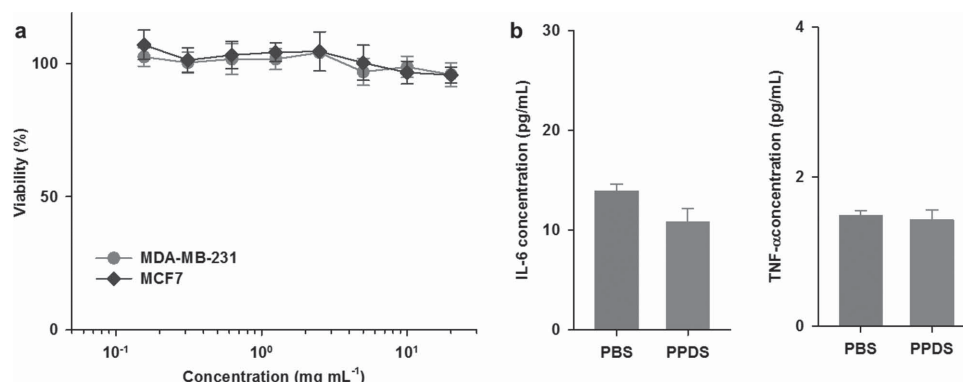 a
Viability (%)
100
50
0
MDA-MB-231
MCF7
10⁻¹ 10⁰ 10¹
Concentration (mg mL⁻¹)
b
IL-6 concentration (pg/mL)
30
20
10
0
PBS PPDS
TNF-αconcentration (pg/mL)
4
2
0
PBS PPDS